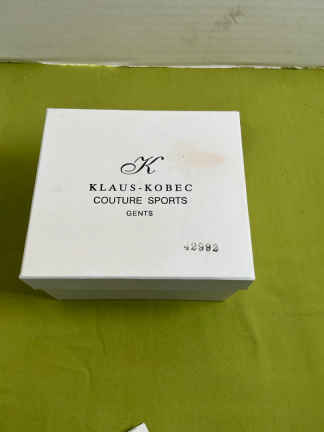 K
KLAUS-KOBEC
COUTURE SPORTS
GENTS
42992